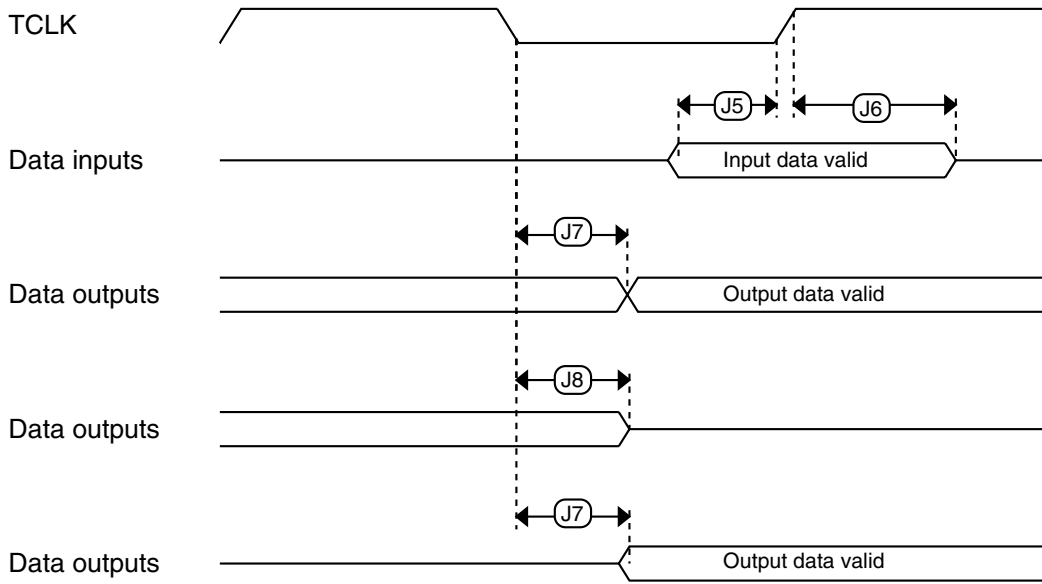 TCLK
J5
J6
Data inputs
Input data valid
J7
Data outputs
Output data valid
J8
Data outputs
J7
Data outputs
Output data valid